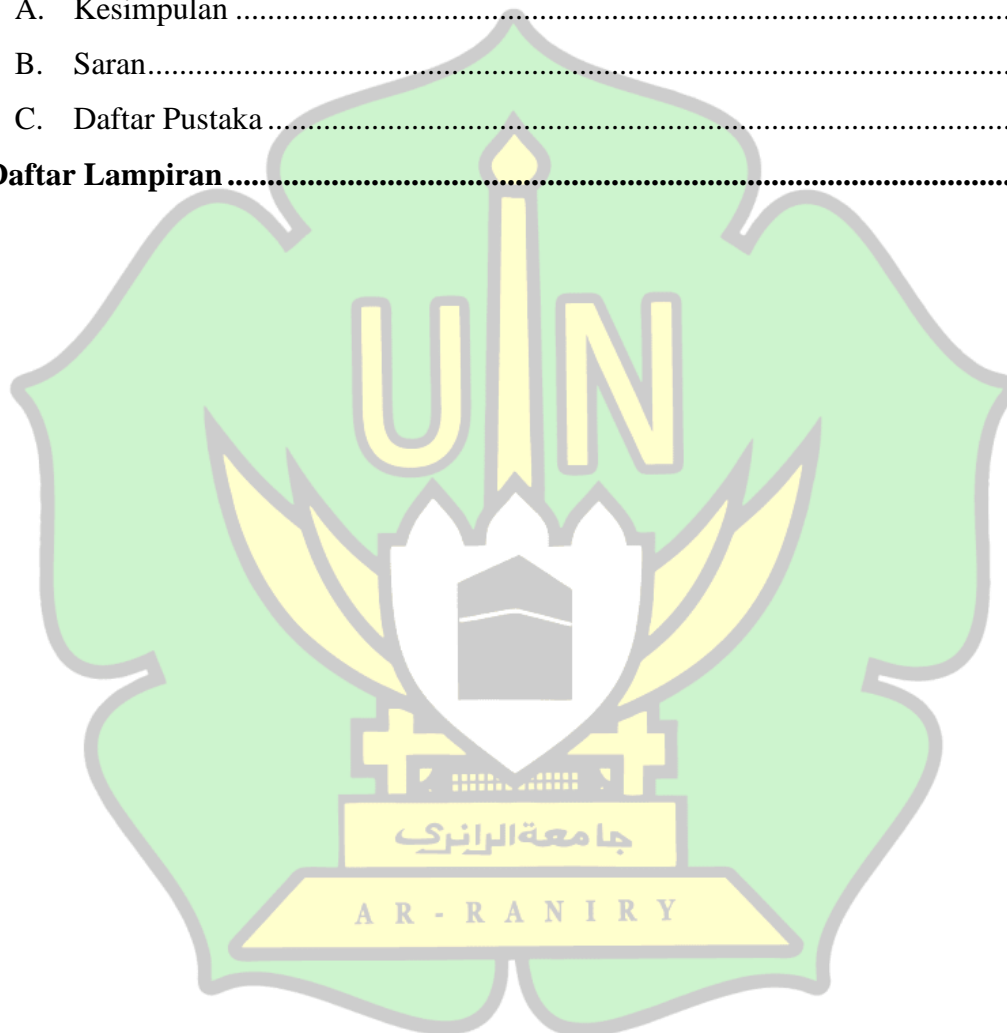 A. Kesimpulan ........................................................................................................
B. Saran...................................................................................................................
C. Daftar Pustaka ....................................................................................................
Daftar Lampiran ........................................................................................................
UIN
جامعة الرانري
AR-RANIRY